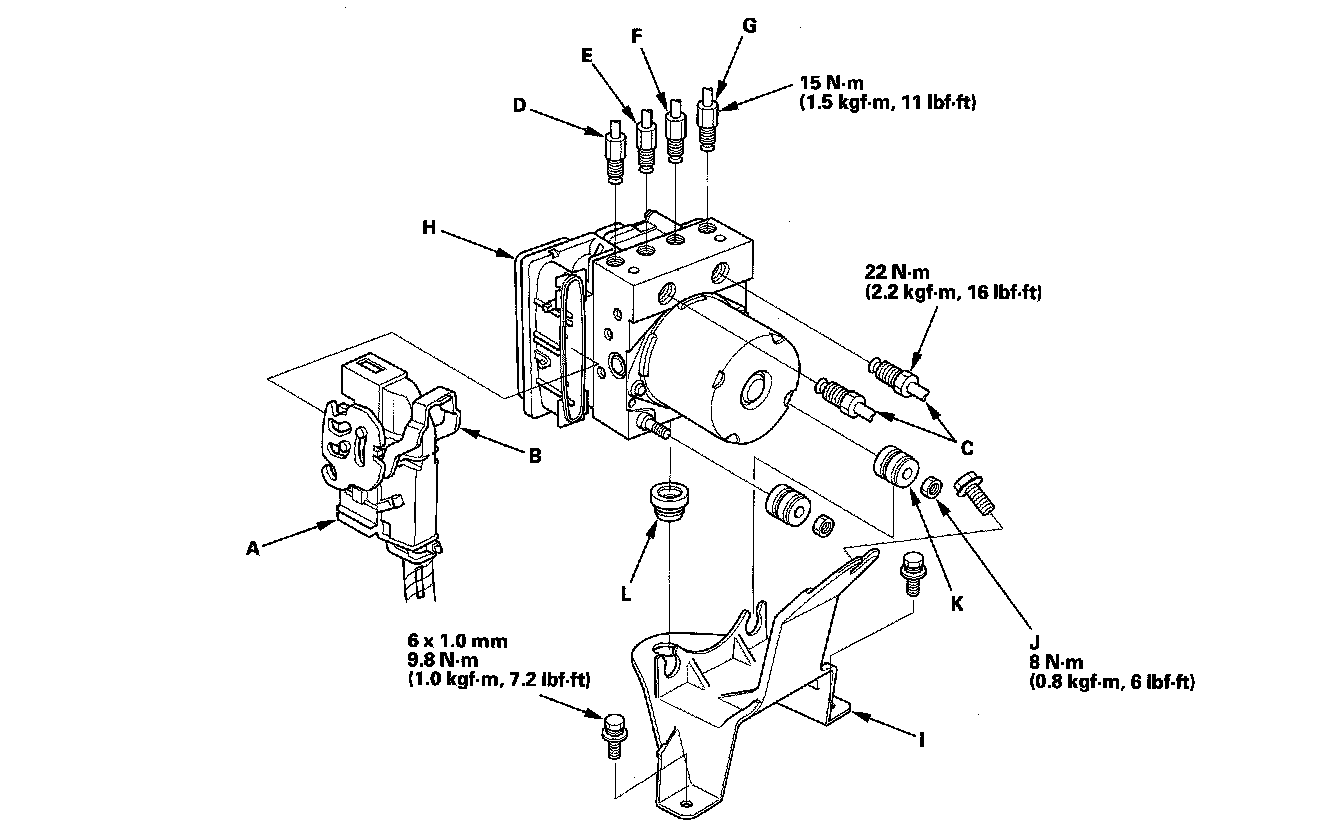 G
F
E
D
15 N·m
(1.5 kgf·m, 11 lbf·ft)
H
22 N·m
(2.2 kgf·m, 16 lbf·ft)
B
C
A
L
K
6 x 1.0 mm
9.8 N·m
(1.0 kgf·m, 7.2 lbf·ft)
J
8 N·m
(0.8 kgf·m, 6 lbf·ft)
I